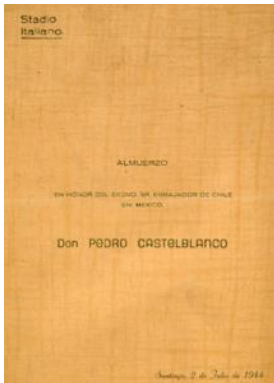 Stadio
Italiano
ALMUERZO
EN HONOR DEL EXCMO. SR. EMBAJADOR DE CHILE
EN MEXICO,
Don PEDRO CASTELBLANCO
Santiago, 2 de Julio de 1944